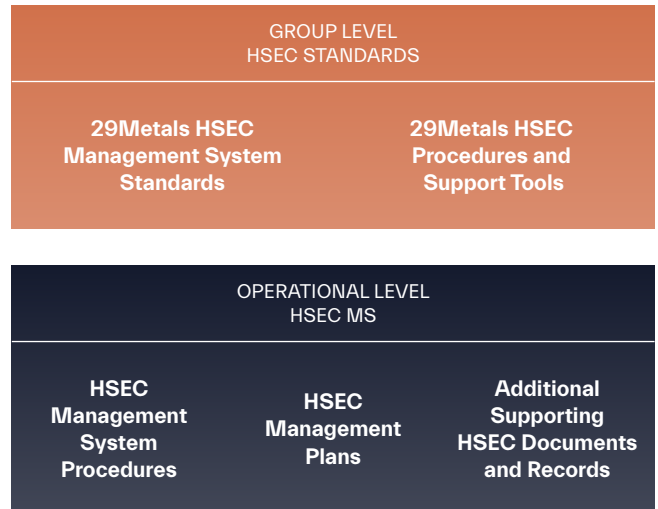 GROUP LEVEL
HSEC STANDARDS
29Metals HSEC
Management System
Standards
29Metals HSEC
Procedures and
Support Tools
OPERATIONAL LEVEL
HSEC MS
HSEC
Management
System
Procedures
HSEC
Management
Plans
Additional
Supporting
HSEC Documents
and Records